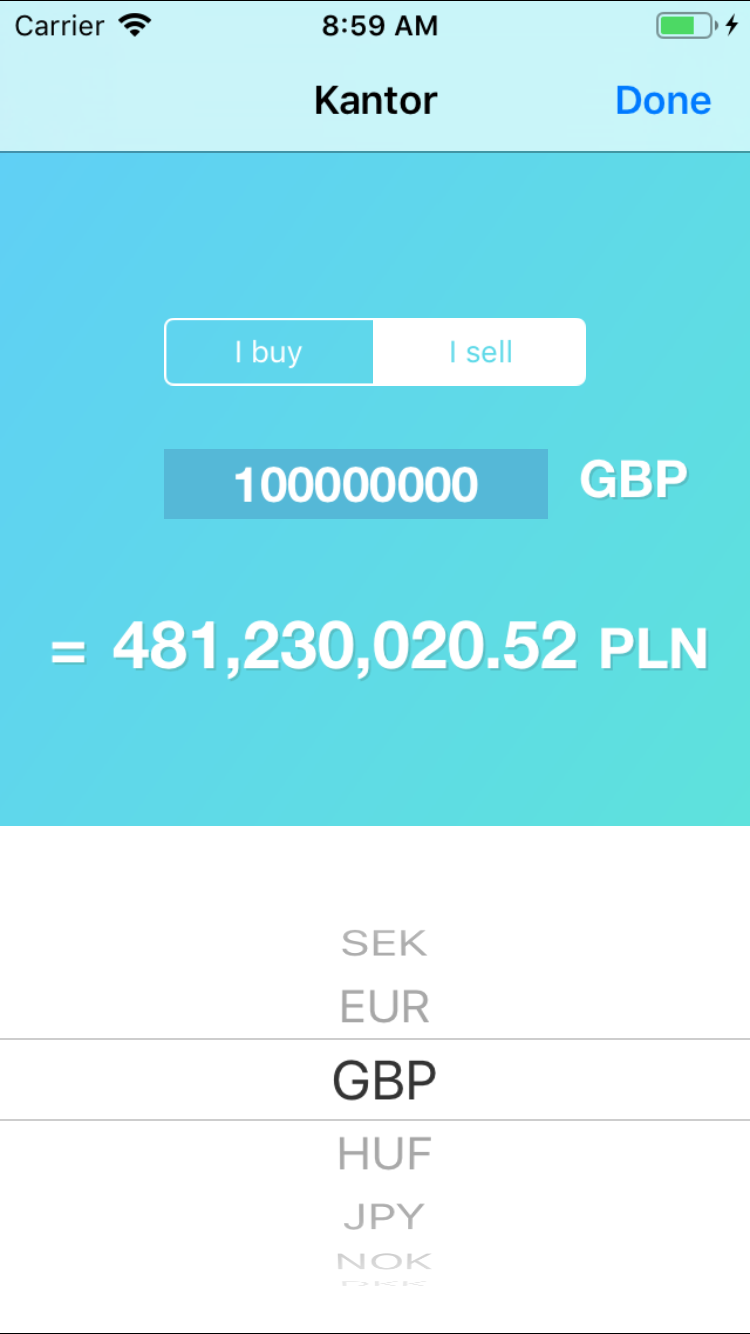 Carrier 8:59 AM
Kantor Done
I buy I sell
100000000 GBP
= 481,230,020.52 PLN
SEK
EUR
GBP
HUF
JPY
NOK
DKK